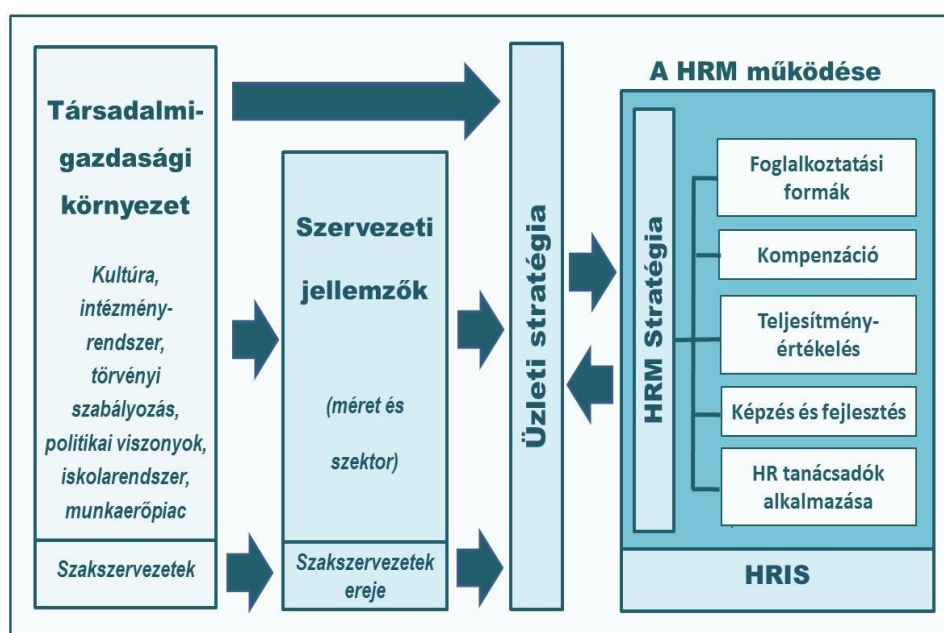 Társadalmi-
gazdasági
környezet
Kultúra,
intézmény-
rendszer,
törvényi
szabályozás,
politikai viszonyok,
iskolarendszer,
munkaerőpiac
Szakszervezetek
Szervezeti
jellemzők
(méret és
szektor)
Szakszervezetek
ereje
Üzleti stratégia
A HRM működése
HRM Stratégia
Foglalkoztatási
formák
Kompenzáció
Teljesítmény-
értékelés
Képzés és fejlesztés
HR tanácsadók
alkalmazása
HRIS